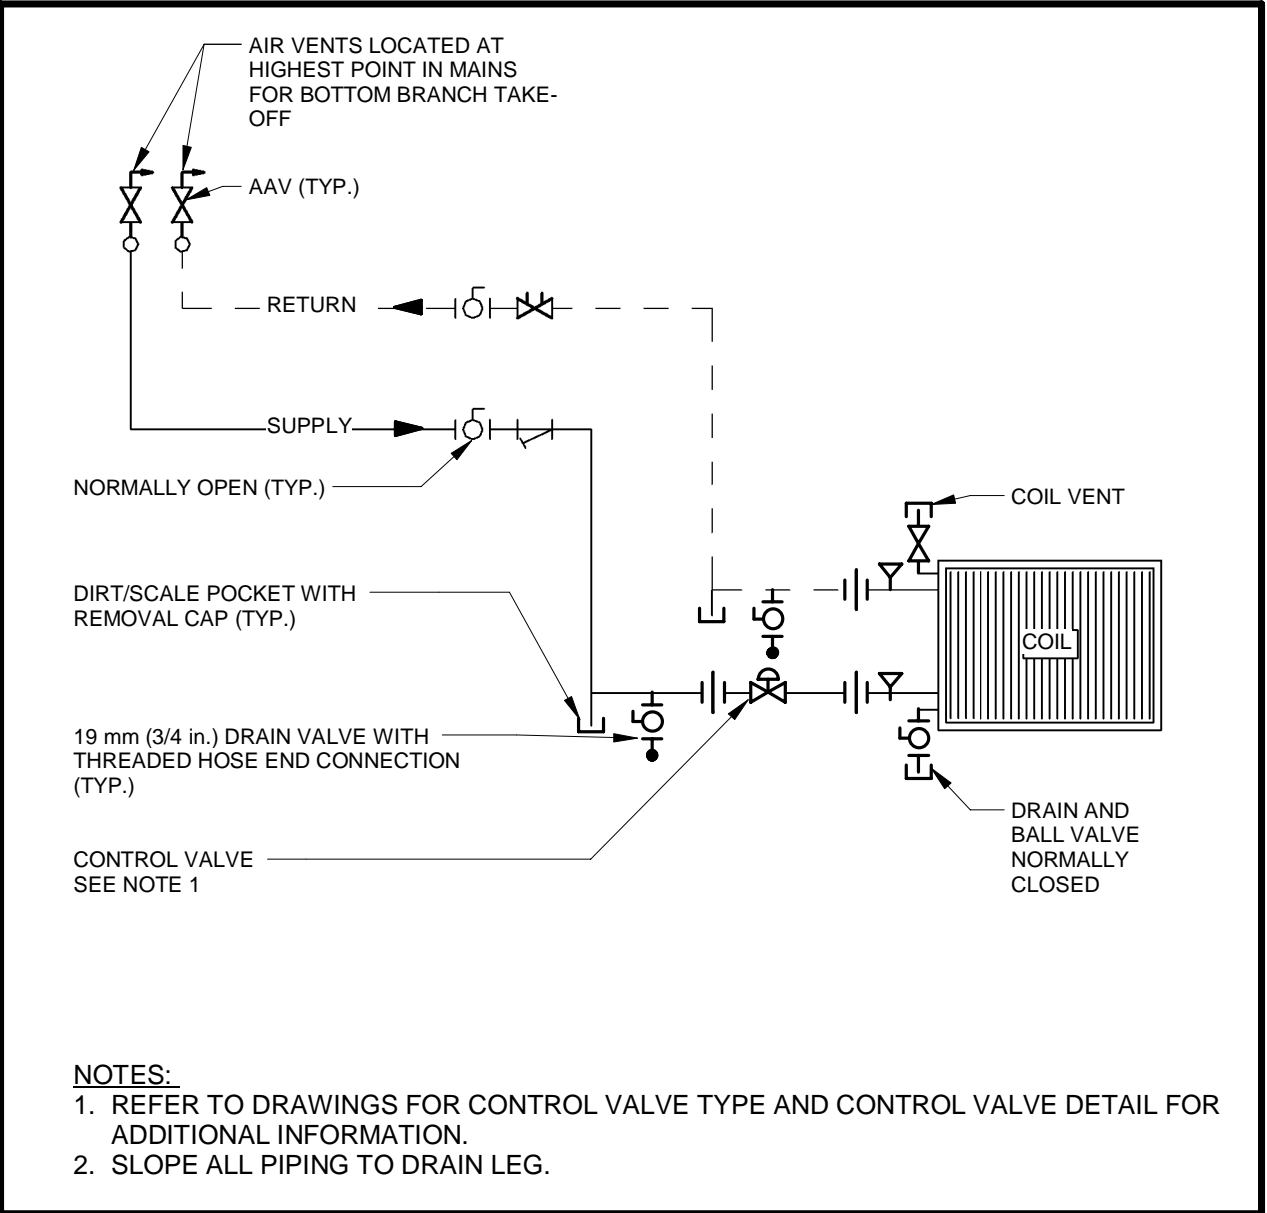 AIR VENTS LOCATED AT
HIGHEST POINT IN MAINS
FOR BOTTOM BRANCH TAKE-
OFF
AAV (TYP.)
RETURN
SUPPLY
NORMALLY OPEN (TYP.)
COIL VENT
DIRT/SCALE POCKET WITH
REMOVAL CAP (TYP.)
COIL
19 mm (3/4 in.) DRAIN VALVE WITH
THREADED HOSE END CONNECTION
(TYP.)
DRAIN AND
BALL VALVE
NORMALLY
CLOSED
CONTROL VALVE
SEE NOTE 1
NOTES:
1. REFER TO DRAWINGS FOR CONTROL VALVE TYPE AND CONTROL VALVE DETAIL FOR
ADDITIONAL INFORMATION.
2. SLOPE ALL PIPING TO DRAIN LEG.